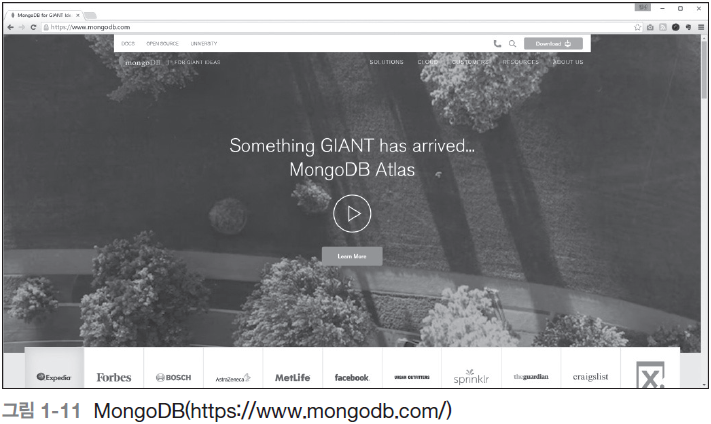 MongoDB for GIANT Ide
https://www.mongodb.com
DOCS OPEN SOURCE UNIVERSITY
Download
mongoDB FOR GIANT IDEAS
SOLUTIONS CLOUD CUSTOMERS RESOURCES ABOUT US
Something GIANT has arrived...
MongoDB Atlas
Learn More
Expedia Forbes BOSCH AstraZeneca MetLife facebook. URBAN OUTFITTERS sprinklr theguardian craigslist X.
그림 1-11 MongoDB(https://www.mongodb.com/)